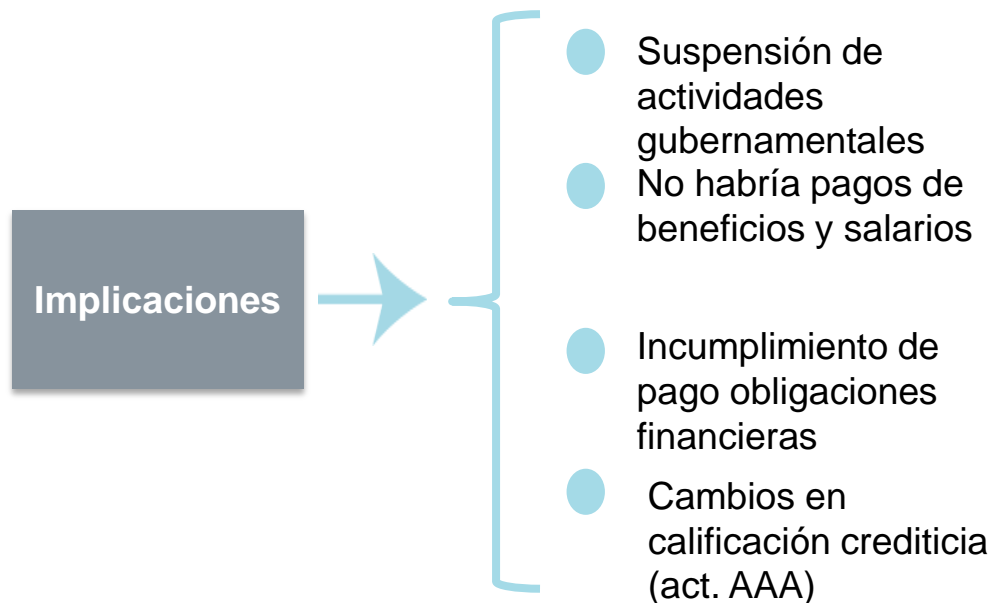 Implicaciones
Suspensión de
actividades
gubernamentales
No habría pagos de
beneficios y salarios
Incumplimiento de
pago obligaciones
financieras
Cambios en
calificación crediticia
(act. AAA)